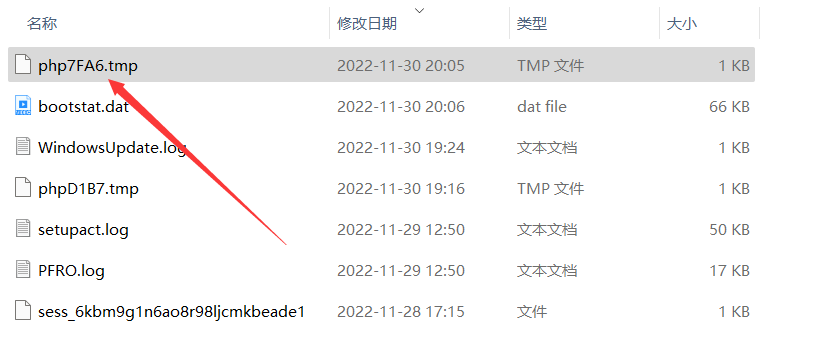 名称 修改日期 类型 大小
php7FA6.tmp 2022-11-30 20:05 TMP 文件 1 KB
bootstat.dat 2022-11-30 20:06 dat file 66 KB
WindowsUpdate.log 2022-11-30 19:24 文本文档 1 KB
phpD1B7.tmp 2022-11-30 19:16 TMP 文件 1 KB
setupact.log 2022-11-29 12:50 文本文档 50 KB
PFRO.log 2022-11-29 12:50 文本文档 17 KB
sess_6kbm9g1n6ao8r98ljcmkbeade1 2022-11-28 17:15 文件 1 KB